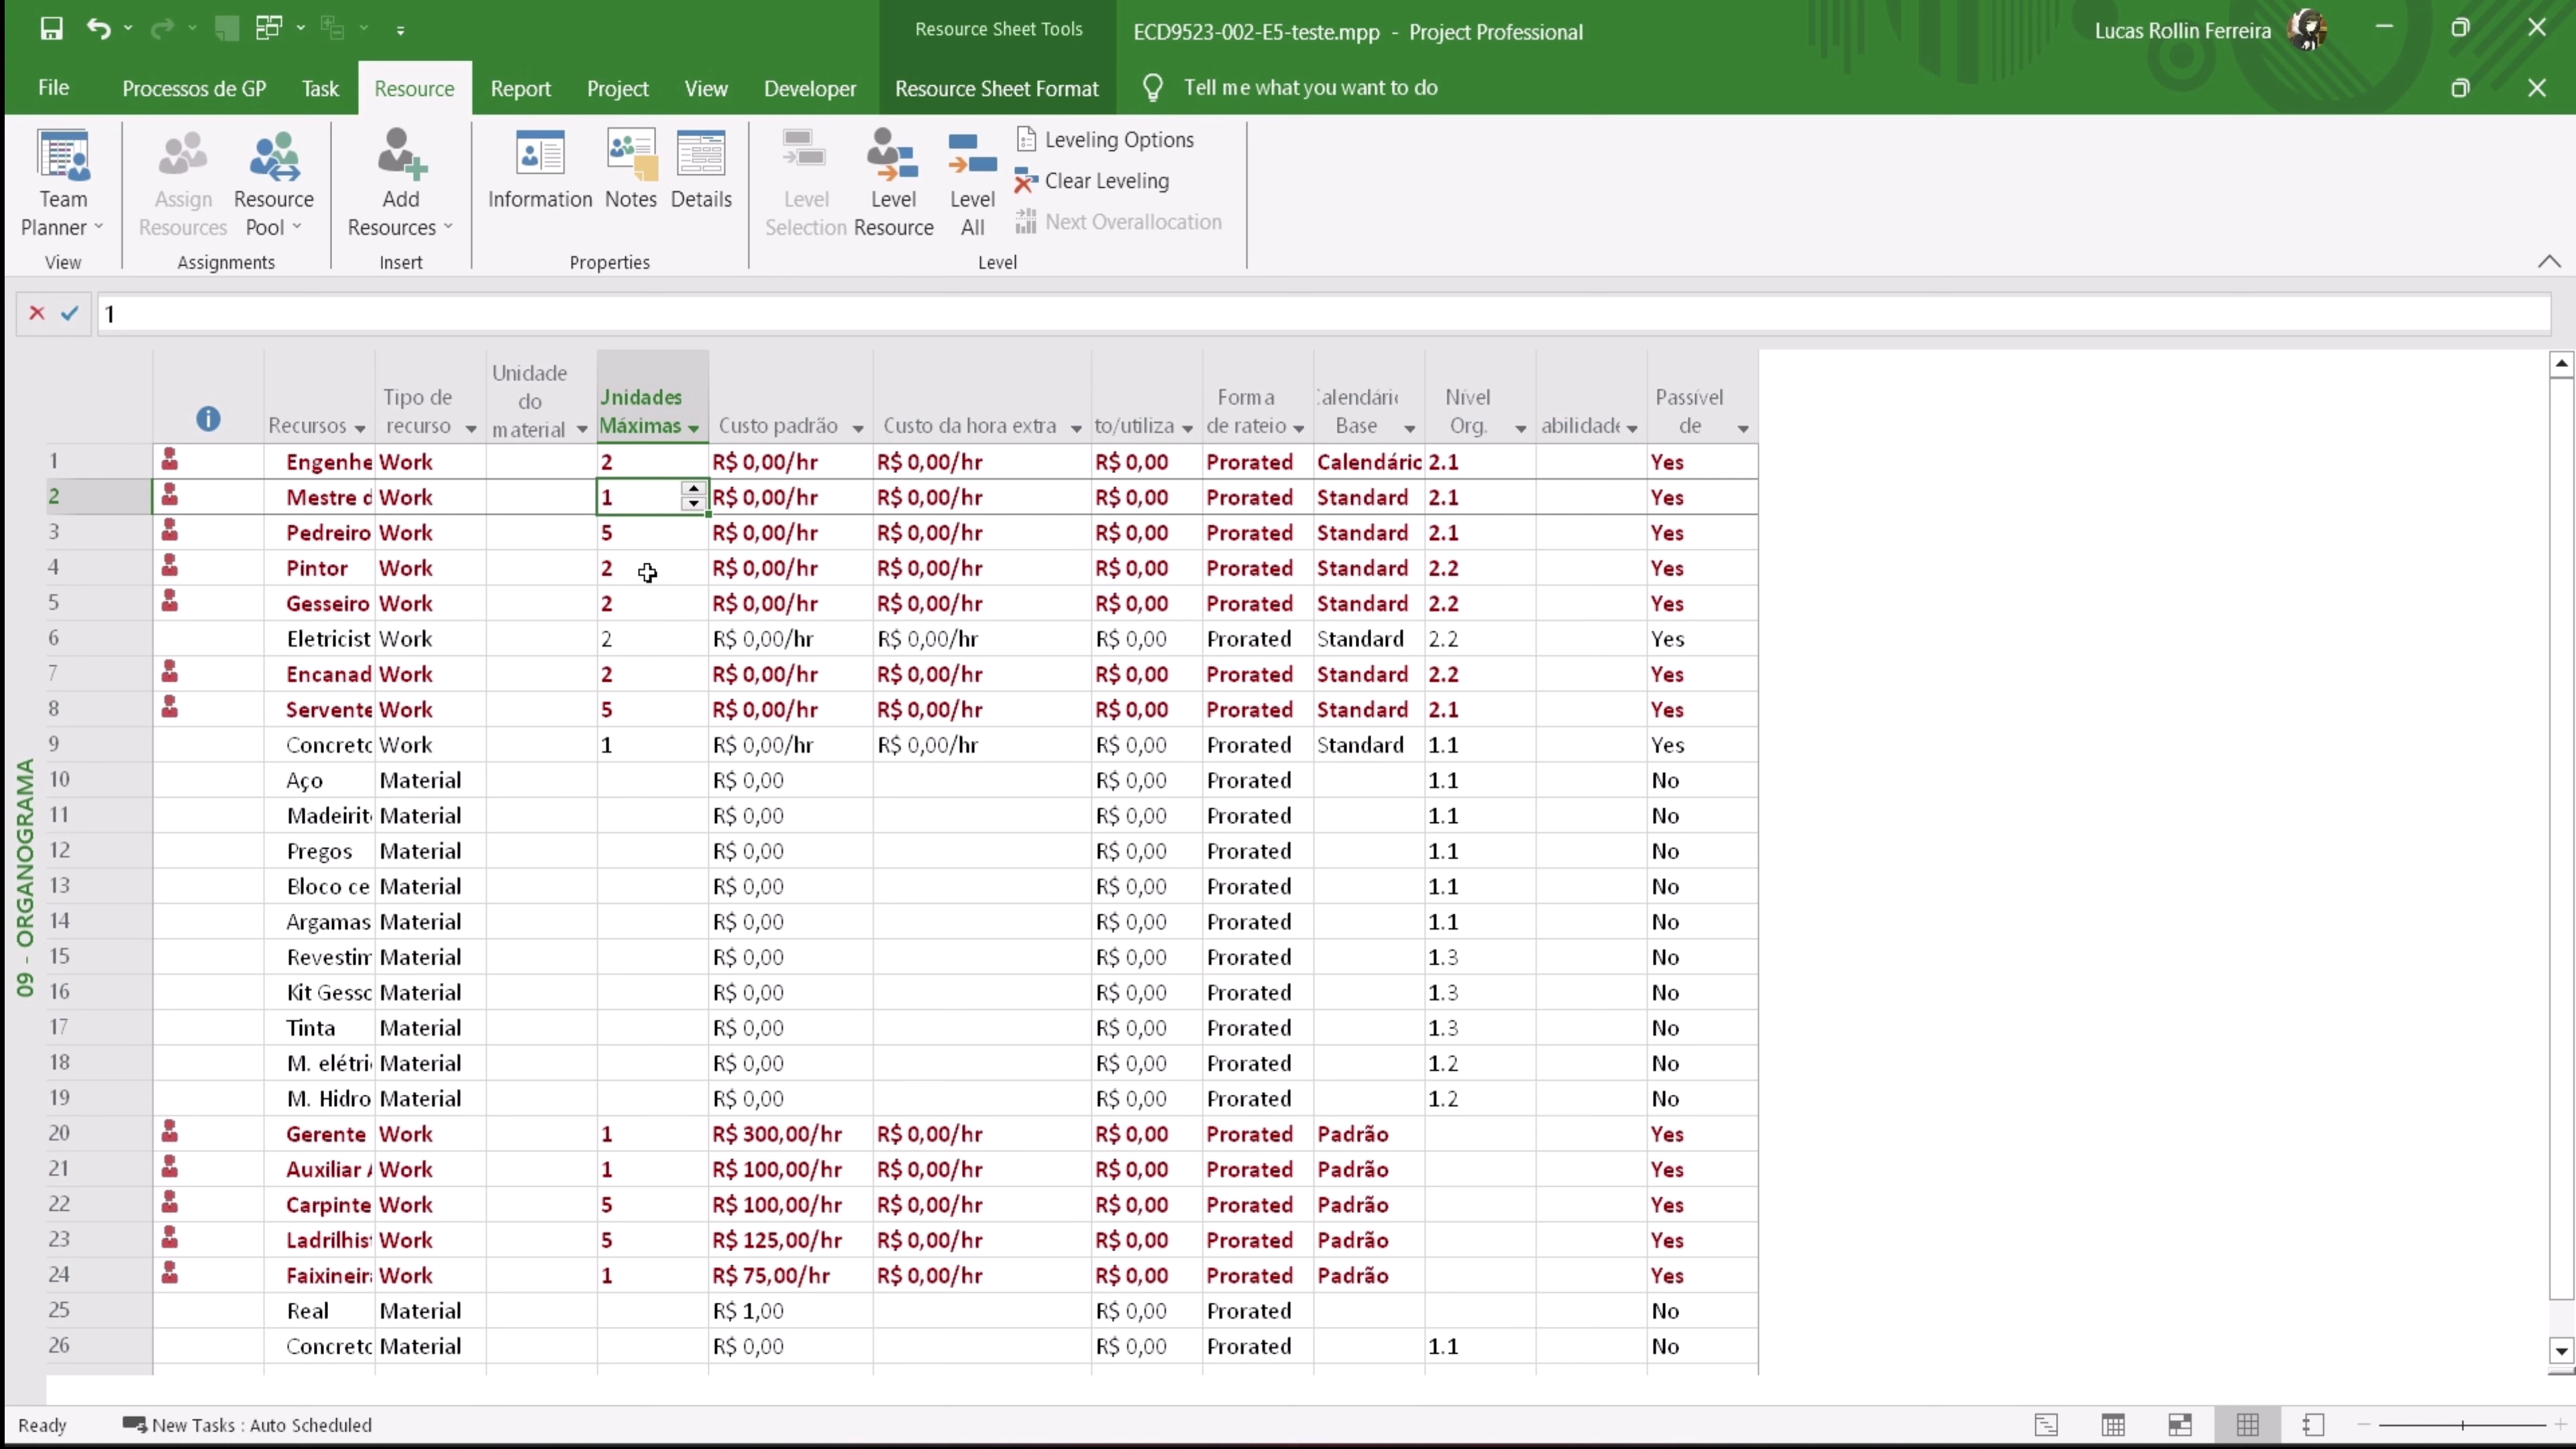 Resource Sheet Tools
ECD9523-002-E5-teste.mpp - Project Professional
Lucas Rollin Ferreira
File Processos de GP Task Resource Report Project View Developer Resource Sheet Format Tell me what you want to do
Team Planner
View
Assign Resources
Resource Pool
Assignments
Add Resources
Insert
Information
Notes
Details
Properties
Level Selection
Level Resource
Level All
Leveling Options
Clear Leveling
Next Overallocation
Level
1
Recursos
Tipo de recurso
Unidade do material
Jnidades Máximas
Custo padrão
Custo da hora extra
to/utiliza
Forma de rateio
alendári Base
Nível Org.
abilidade
Passível de
1 Engenhe Work 2 R$ 0,00/hr R$ 0,00/hr R$ 0,00 Prorated Calendáric 2.1 Yes
2 Mestre d Work 1 R$ 0,00/hr R$ 0,00/hr R$ 0,00 Prorated Standard 2.1 Yes
3 Pedreiro Work 5 R$ 0,00/hr R$ 0,00/hr R$ 0,00 Prorated Standard 2.1 Yes
4 Pintor Work 2 R$ 0,00/hr R$ 0,00/hr R$ 0,00 Prorated Standard 2.2 Yes
5 Gesseiro Work 2 R$ 0,00/hr R$ 0,00/hr R$ 0,00 Prorated Standard 2.2 Yes
6 Eletricist Work 2 R$ 0,00/hr R$ 0,00/hr R$ 0,00 Prorated Standard 2.2 Yes
7 Encanad Work 2 R$ 0,00/hr R$ 0,00/hr R$ 0,00 Prorated Standard 2.2 Yes
8 Servente Work 5 R$ 0,00/hr R$ 0,00/hr R$ 0,00 Prorated Standard 2.1 Yes
9 Concretc Work 1 R$ 0,00/hr R$ 0,00/hr R$ 0,00 Prorated Standard 1.1 Yes
10 Aço Material R$ 0,00 R$ 0,00 Prorated 1.1 No
11 Madeirit Material R$ 0,00 R$ 0,00 Prorated 1.1 No
12 Pregos Material R$ 0,00 R$ 0,00 Prorated 1.1 No
13 Bloco ce Material R$ 0,00 R$ 0,00 Prorated 1.1 No
14 Argamas Material R$ 0,00 R$ 0,00 Prorated 1.1 No
15 Revestim Material R$ 0,00 R$ 0,00 Prorated 1.3 No
16 Kit Gessc Material R$ 0,00 R$ 0,00 Prorated 1.3 No
17 Tinta Material R$ 0,00 R$ 0,00 Prorated 1.3 No
18 M. elétri Material R$ 0,00 R$ 0,00 Prorated 1.2 No
19 M. Hidro Material R$ 0,00 R$ 0,00 Prorated 1.2 No
20 Gerente Work 1 R$ 300,00/hr R$ 0,00/hr R$ 0,00 Prorated Padrão Yes
21 Auxiliar A Work 1 R$ 100,00/hr R$ 0,00/hr R$ 0,00 Prorated Padrão Yes
22 Carpinte Work 5 R$ 100,00/hr R$ 0,00/hr R$ 0,00 Prorated Padrão Yes
23 Ladrilhis Work 5 R$ 125,00/hr R$ 0,00/hr R$ 0,00 Prorated Padrão Yes
24 Faixineir Work 1 R$ 75,00/hr R$ 0,00/hr R$ 0,00 Prorated Padrão Yes
25 Real Material R$ 1,00 R$ 0,00 Prorated No
26 Concretc Material R$ 0,00 R$ 0,00 Prorated 1.1 No
09 - ORGANOGRAMA
Ready New Tasks : Auto Scheduled